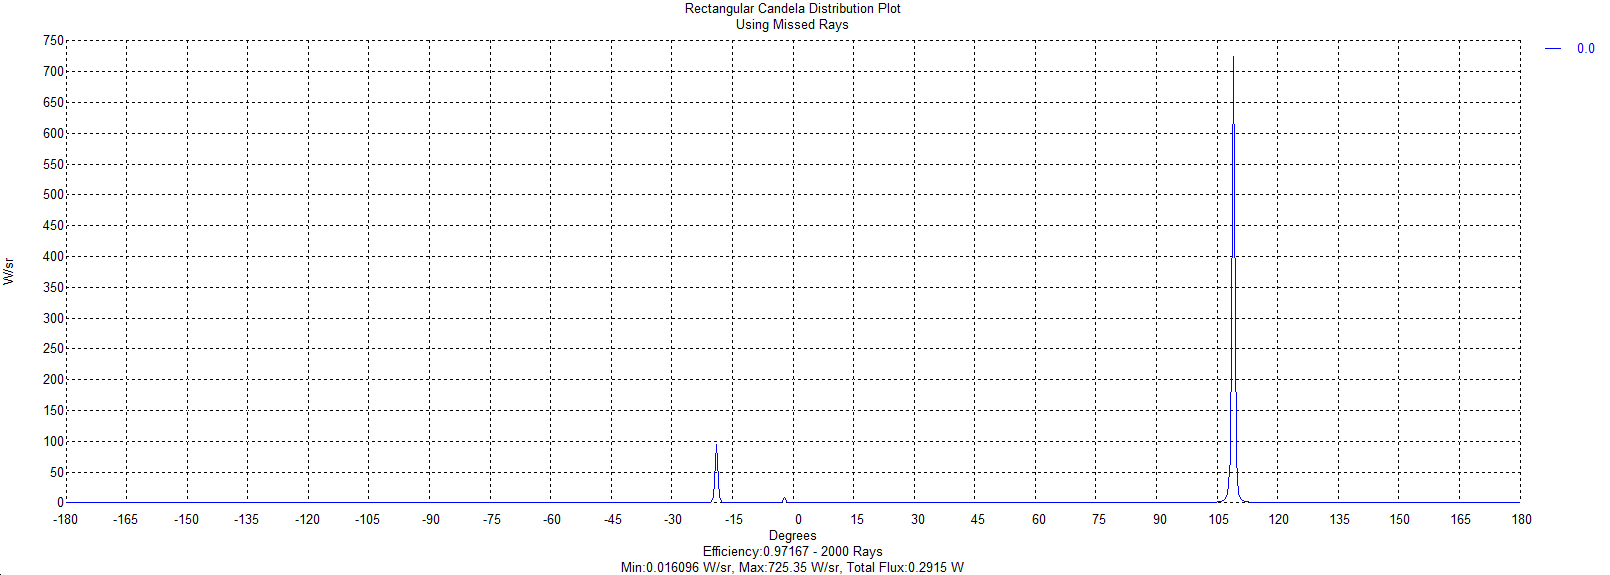 Rectangular Candela Distribution Plot
Using Missed Rays
0.0
750
700
650
600
550
500
450
400
350
300
250
200
150
100
50
0
W/sr
-180 -165 -150 -135 -120 -105 -90 -75 -60 -45 -30 -15 0 15 30 45 60 75 90 105 120 135 150 165 180
Degrees
Efficiency:0.97167 - 2000 Rays
Min:0.016096 W/sr, Max:725.35 W/sr, Total Flux:0.2915 W